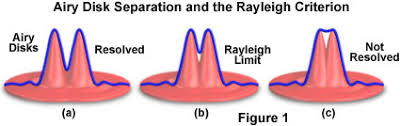 Airy Disk Separation and the Rayleigh Criterion
Airy
Disks
Resolved
Rayleigh
Limit
Not
Resolved
(a)
(b)
(c)
Figure 1